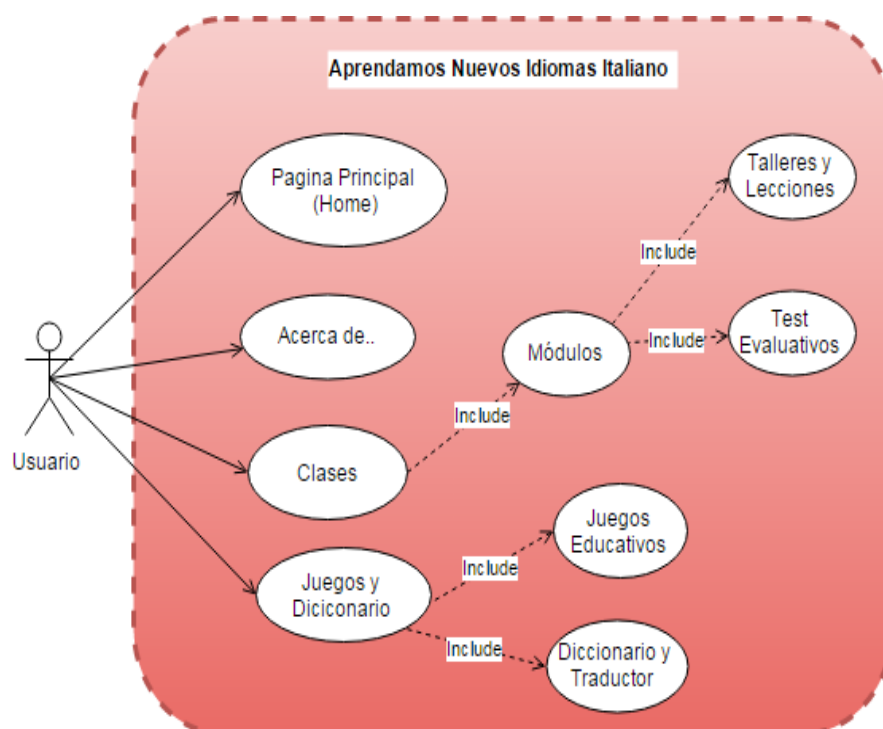 Aprendamos Nuevos Idiomas Italiano
Pagina Principal
(Home)
Talleres y
Lecciones
Include
Acerca de..
Módulos
Include
Test
Evaluativos
Usuario
Clases
Include
Juegos y
Diciconario
Include
Juegos
Educativos
Include
Diccionario y
Traductor